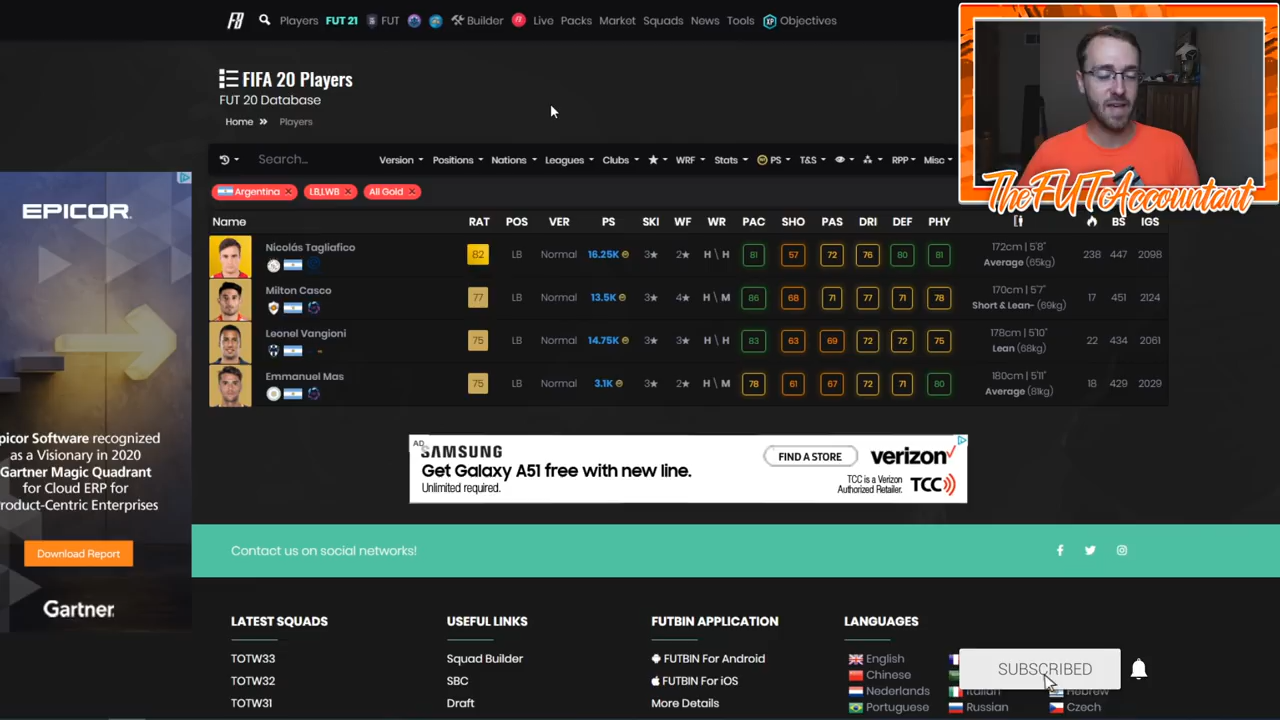 FB Players FUT 21 FUT Builder Live Packs Market Squads News Tools Objectives
FIFA 20 Players
FUT 20 Database
Home » Players
Search... Version Positions Nations Leagues Clubs WRF Stats PS T&S RPP Misc
Argentina × LB,LWB × All Gold ×
Name RAT POS VER PS SKI WF WR PAC SHO PAS DRI DEF PHY BS IGS
Nicolás Tagliafico 82 LB Normal 16.25K 3★ 2★ H \ H 81 57 72 76 80 81 172cm | 5'8" Average (65kg) 238 447 2098
Milton Casco 77 LB Normal 13.5K 3★ 4★ H \ M 86 68 71 77 71 78 170cm | 5'7" Short & Lean- (69kg) 17 451 2124
Leonel Vangioni 75 LB Normal 14.75K 3★ 3★ H \ H 83 63 69 72 72 75 178cm | 5'10" Lean (68kg) 22 434 2061
Emmanuel Mas 75 LB Normal 3.1K 3★ 2★ H \ M 78 61 67 72 71 80 180cm | 5'11" Average (81kg) 18 429 2029
TheFUTAccountant
EPICOR
picor Software recognized
as a Visionary in 2020
Gartner Magic Quadrant
for Cloud ERP for
roduct-Centric Enterprises
Download Report
Gartner
AD
SAMSUNG
Get Galaxy A51 free with new line.
Unlimited required.
FIND A STORE
verizon
TCC is a Verizon
Authorized Retailer.
TCC
Contact us on social networks!
LATEST SQUADS
TOTW33
TOTW32
TOTW31
USEFUL LINKS
Squad Builder
SBC
Draft
FUTBIN APPLICATION
FUTBIN For Android
FUTBIN For iOS
More Details
LANGUAGES
English
Chinese
Nederlands Italian Hebrew
Portuguese Russian Czech
SUBSCRIBED